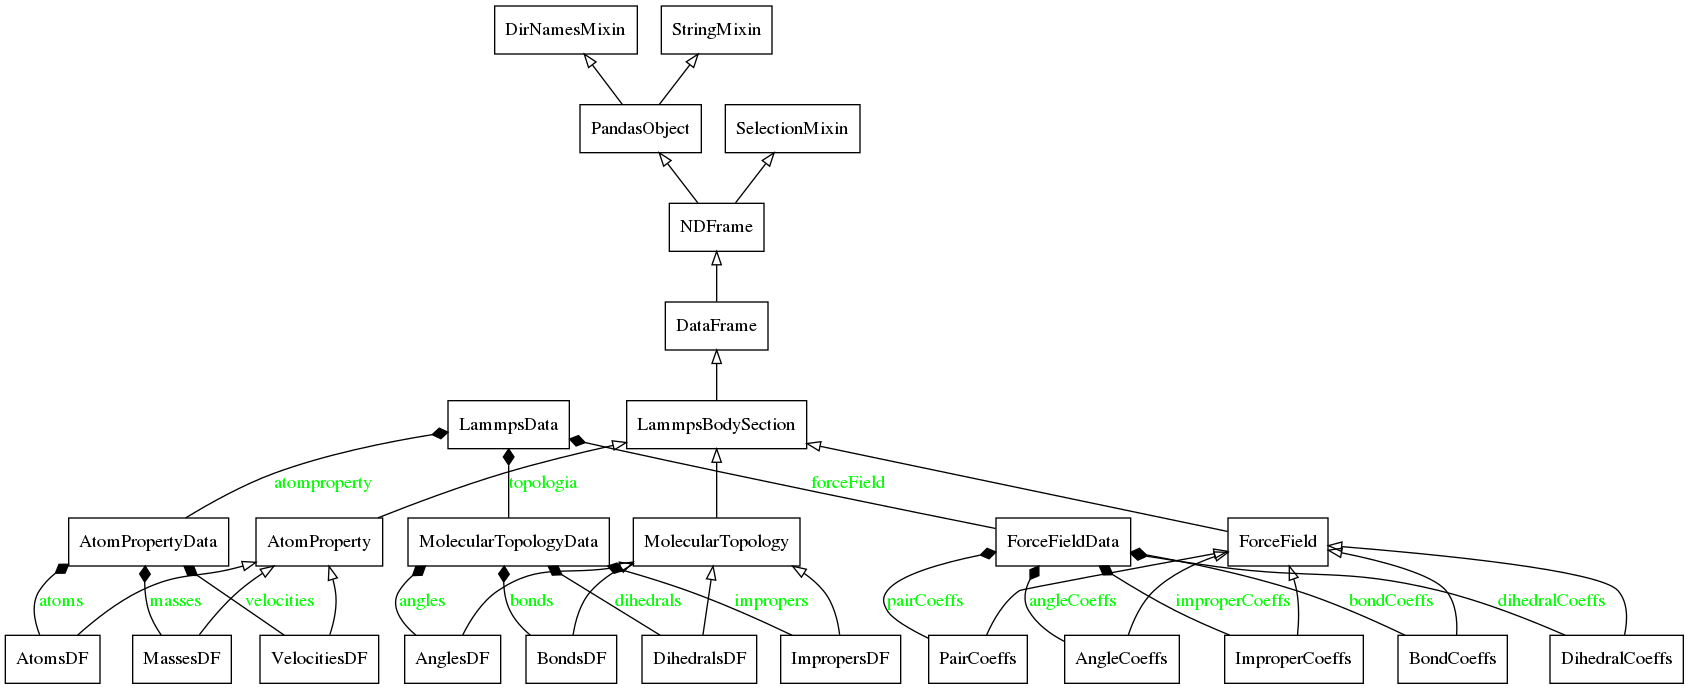 DirNamesMixin
StringMixin
PandasObject
SelectionMixin
NDFrame
DataFrame
LammpsData
LammpsBodySection
atomproperty
topologia
forceField
AtomPropertyData
AtomProperty
MolecularTopologyData
MolecularTopology
ForceFieldData
ForceField
atoms
masses
velocities
angles
bonds
dihedrals
impropers
pairCoeffs
angleCoeffs
improperCoeffs
bondCoeffs
dihedralCoeffs
AtomsDF
MassesDF
VelocitiesDF
AnglesDF
BondsDF
DihedralsDF
ImpropersDF
PairCoeffs
AngleCoeffs
ImproperCoeffs
BondCoeffs
DihedralCoeffs